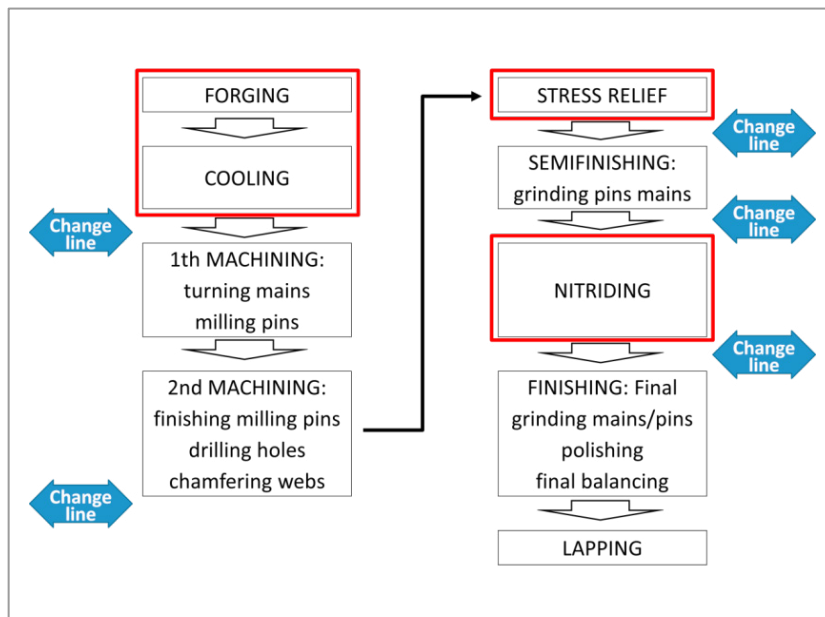 FORGING
COOLING
Change
line
1th MACHINING:
turning mains
milling pins
2nd MACHINING:
finishing milling pins
drilling holes
chamfering webs
Change
line
STRESS RELIEF
Change
line
SEMIFINISHING:
grinding pins mains
Change
line
NITRIDING
Change
line
FINISHING: Final
grinding mains/pins
polishing
final balancing
LAPPING